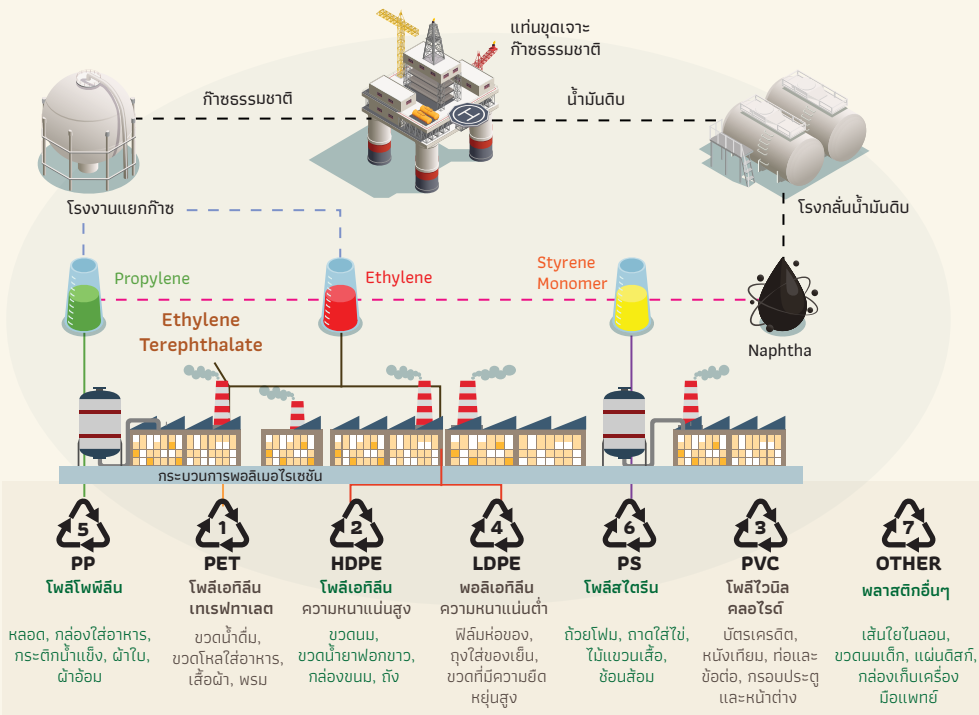 แท่นขุดเจาะ
ก๊าซธรรมชาติ
ก๊าซธรรมชาติ
น้ำมันดิบ
โรงงานแยกก๊าซ
โรงกลั่นน้ำมันดิบ
Propylene
Ethylene
Styrene
Monomer
Ethylene
Terephthalate
Naphtha
กระบวนการพอลิเมอไรเซชัน
5
PP
โพลีโพพีลีน
หลอด, กล่องใส่อาหาร,
กระติกน้ำแข็ง, ผ้าใบ,
ผ้าอ้อม
1
PET
โพลีเอทิลีน
เทเรฟทาเลต
ขวดน้ำดื่ม,
ขวดโหลใส่อาหาร,
เสื้อผ้า, พรม
2
HDPE
โพลีเอทิลีน
ความหนาแน่นสูง
ขวดนม,
ขวดน้ำยาฟอกขาว,
กล่องขนม, ถัง
4
LDPE
พอลิเอทิลีน
ความหนาแน่นต่ำ
ฟิล์มห่อของ,
ถุงใส่ของเย็น,
ขวดที่มีความยืด
หยุ่นสูง
6
PS
โพลีสไตรีน
ถ้วยโฟม, ถาดใส่ไข่,
ไม้แขวนเสื้อ,
ช้อนส้อม
3
PVC
โพลีไวนิล
คลอไรด์
บัตรเครดิต,
หนังเทียม, ท่อและ
ข้อต่อ, กรอบประตู
และหน้าต่าง
7
OTHER
พลาสติกอื่นๆ
เส้นใยไนลอน,
ขวดนมเด็ก, แผ่นดิสก์,
กล่องเก็บเครื่อง
มือแพทย์